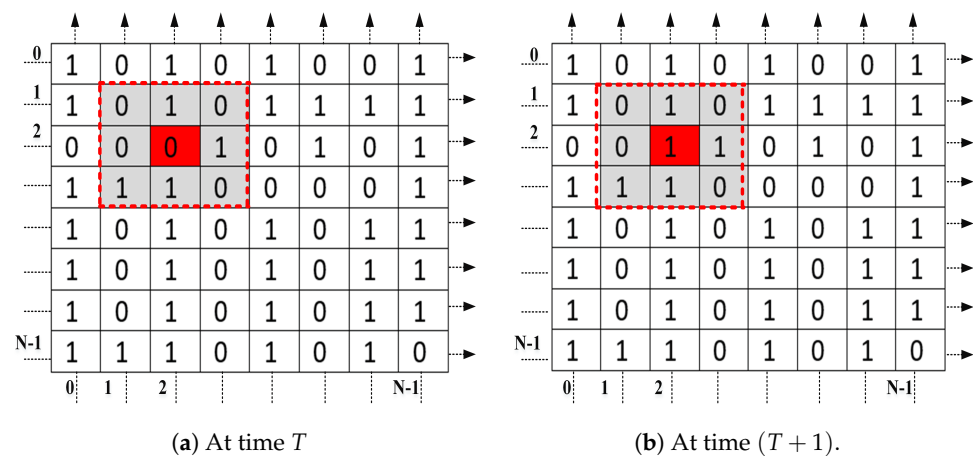 0 1 0 1 0 1 0 0 1
1 1 0 1 0 1 1 1 1
2 0 0 0 1 0 1 0 1
1 1 1 0 0 0 0 1
1 0 1 0 1 0 1 1
1 0 1 0 1 0 1 1
1 0 1 0 1 0 1 1
N-1 1 1 1 0 1 0 1 0
0 1 2 N-1
(a) At time T
0 1 0 1 0 1 0 0 1
1 1 0 1 0 1 1 1 1
2 0 0 1 1 0 1 0 1
1 1 1 0 0 0 0 1
1 0 1 0 1 0 1 1
1 0 1 0 1 0 1 1
1 0 1 0 1 0 1 1
N-1 1 1 1 0 1 0 1 0
0 1 2 N-1
(b) At time (T + 1).